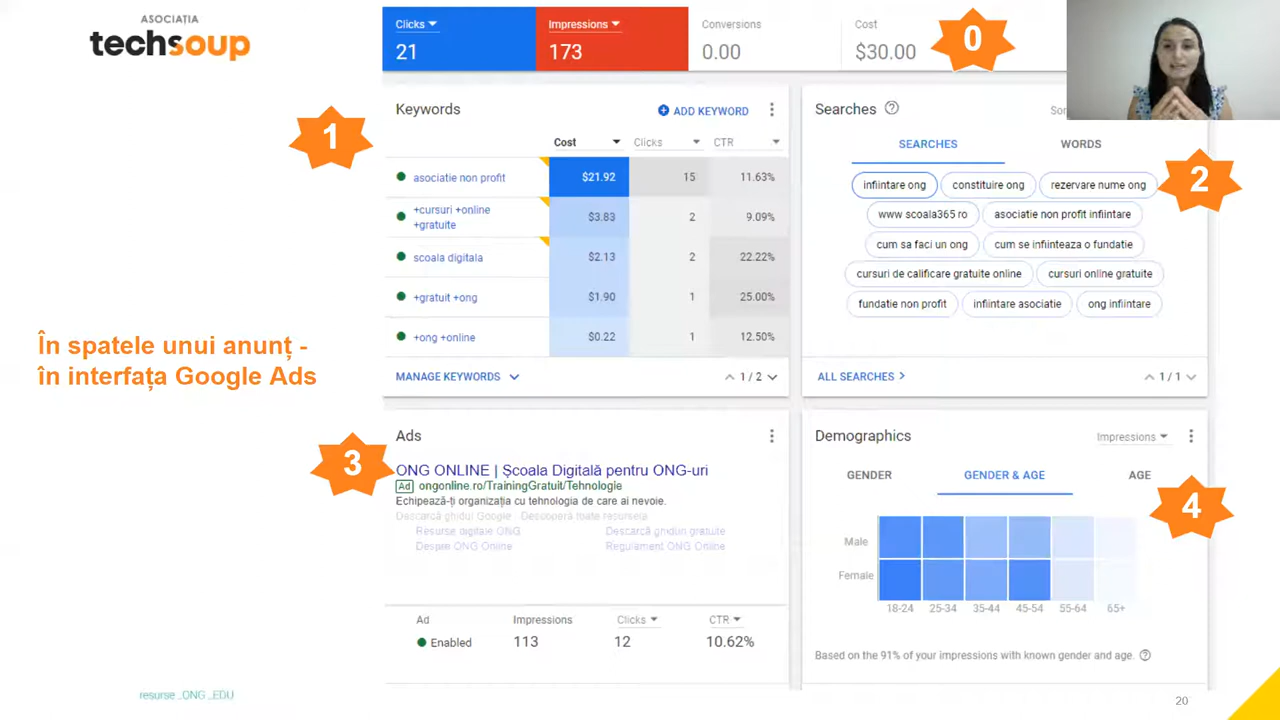 ASOCIAȚIA
techsoup
Clicks
21
Impressions
173
Conversions
0.00
Cost
$30.00
0
1
Keywords
ADD KEYWORD
Cost Clicks CTR
asociatie non profit $21.92 15 11.63%
+cursuri +online
+gratuite $3.83 2 9.09%
scoala digitala $2.13 2 22.22%
+gratuit +ong $1.90 1 25.00%
+ong +online $0.22 1 12.50%
MANAGE KEYWORDS 1 / 2
Searches
SEARCHES WORDS
2
infiintare ong constituire ong rezervare nume ong
www scoala365 ro asociatie non profit infiintare
cum sa faci un ong cum se infiinteaza o fundatie
cursuri de calificare gratuite online cursuri online gratuite
fundatie non profit infiintare asociatie ong infiintare
ALL SEARCHES 1 / 1
În spatele unui anunț -
în interfața Google Ads
3
Ads
ONG ONLINE | Școala Digitală pentru ONG-uri
Ad ongonline.ro/TrainingGratuit/Tehnologie
Echipează-ți organizația cu tehnologia de care ai nevoie.
Descarcă ghidul Google Descoperă toate resursele
Resurse digitale ONG Descarcă ghiduri gratuite
Despre ONG Online Regulament ONG Online
Ad Impressions Clicks CTR
Enabled 113 12 10.62%
Demographics
Impressions
GENDER GENDER & AGE AGE
4
Male
Female
18-24 25-34 35-44 45-54 55-64 65+
Based on the 91% of your impressions with known gender and age.
resurse_ONG_EDU
20